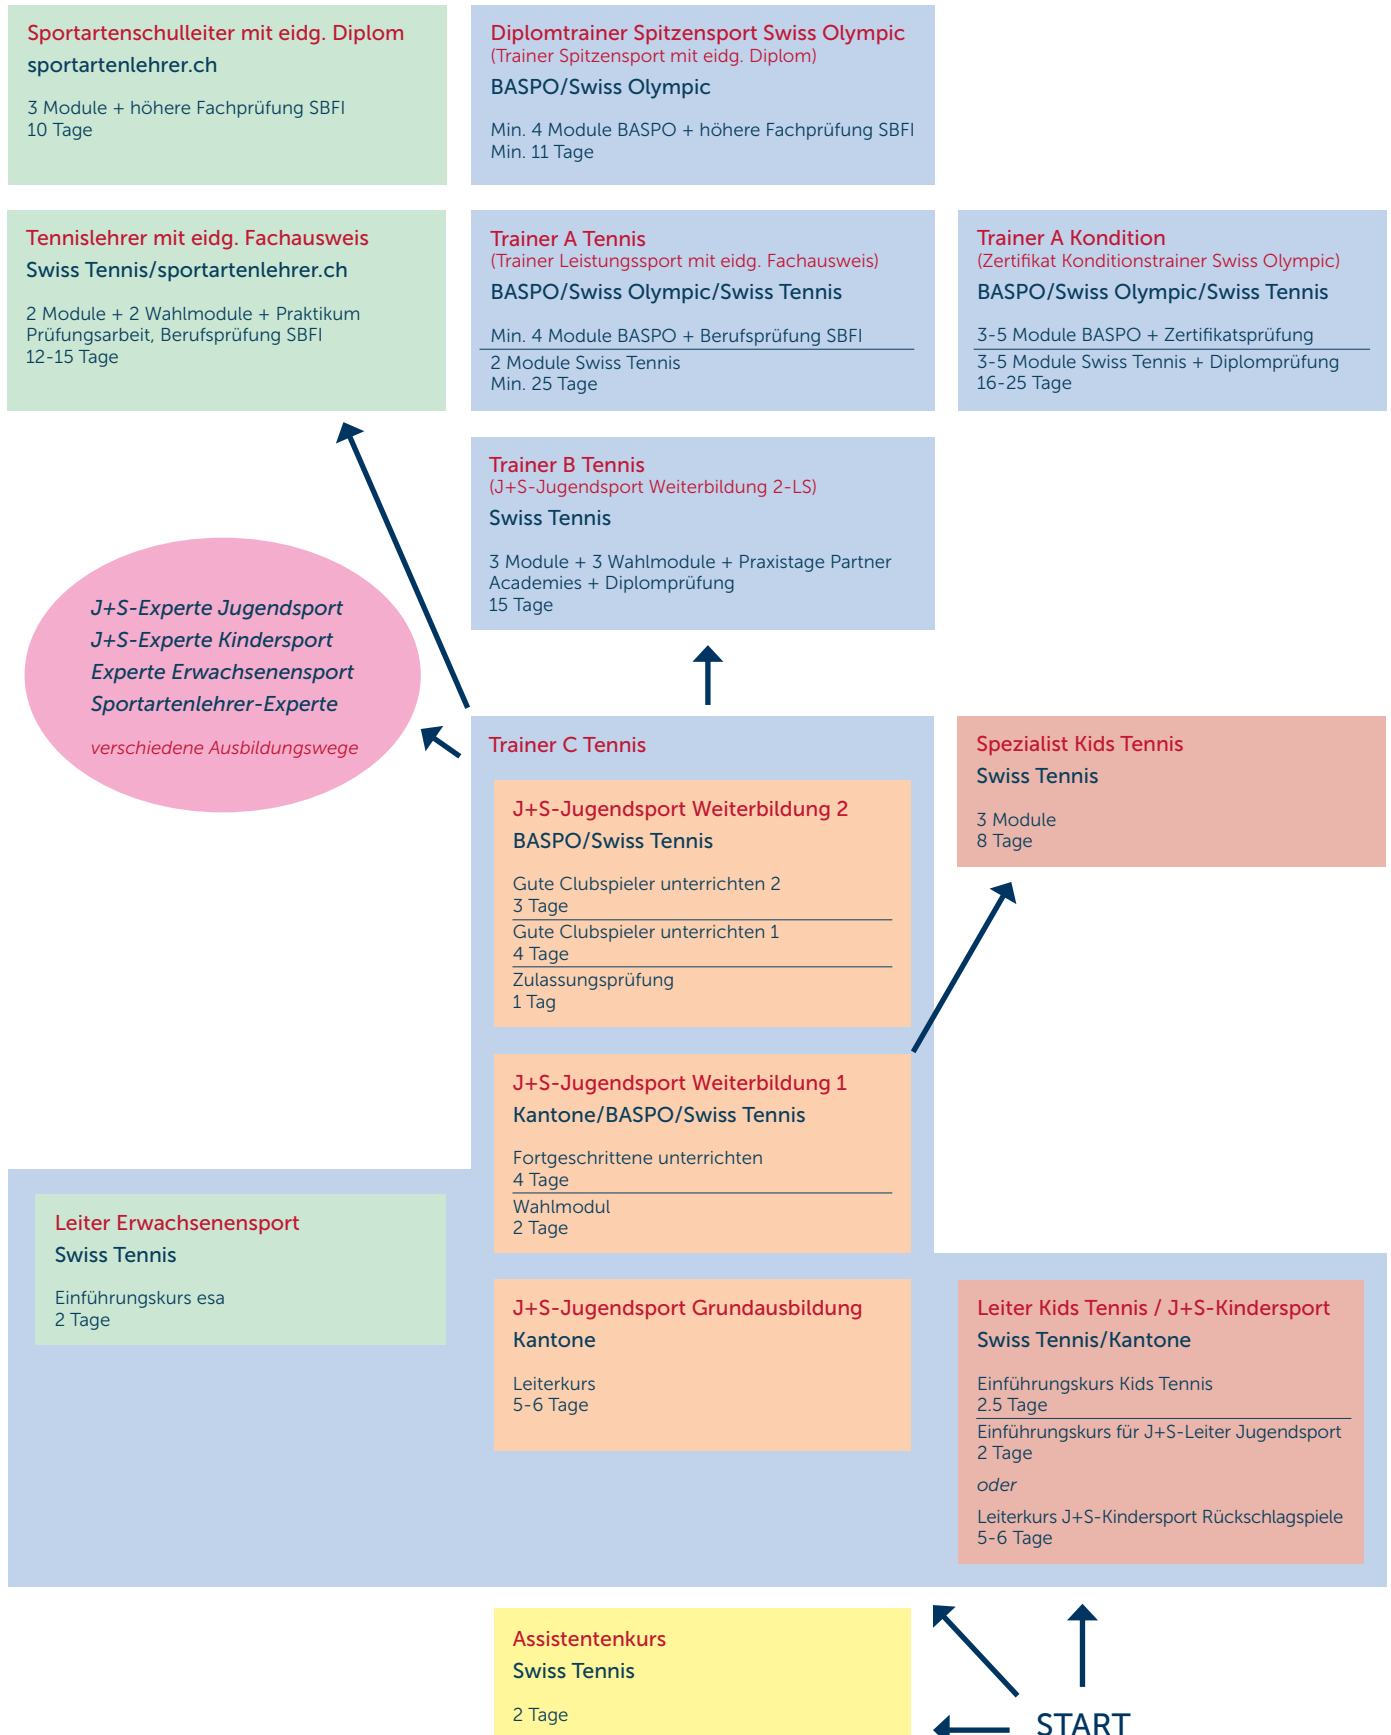 Sportartenschulleiter mit eidg. Diplom
sportartenlehrer.ch
3 Module + höhere Fachprüfung SBFI
10 Tage
Diplomtrainer Spitzensport Swiss Olympic
(Trainer Spitzensport mit eidg. Diplom)
BASPO/Swiss Olympic
Min. 4 Module BASPO + höhere Fachprüfung SBFI
Min. 11 Tage
Tennislehrer mit eidg. Fachausweis
Swiss Tennis/sportartenlehrer.ch
2 Module + 2 Wahlmodule + Praktikum
Prüfungsarbeit, Berufsprüfung SBFI
12-15 Tage
Trainer A Tennis
(Trainer Leistungssport mit eidg. Fachausweis)
BASPO/Swiss Olympic/Swiss Tennis
Min. 4 Module BASPO + Berufsprüfung SBFI
2 Module Swiss Tennis
Min. 25 Tage
Trainer A Kondition
(Zertifikat Konditionstrainer Swiss Olympic)
BASPO/Swiss Olympic/Swiss Tennis
3-5 Module BASPO + Zertifikatsprüfung
3-5 Module Swiss Tennis + Diplomprüfung
16-25 Tage
Trainer B Tennis
(J+S-Jugendsport Weiterbildung 2-LS)
Swiss Tennis
3 Module + 3 Wahlmodule + Praxistage Partner
Academies + Diplomprüfung
15 Tage
J+S-Experte Jugendsport
J+S-Experte Kindersport
Experte Erwachsenensport
Sportartenlehrer-Experte
verschiedene Ausbildungswege
Trainer C Tennis
J+S-Jugendsport Weiterbildung 2
BASPO/Swiss Tennis
Gute Clubspieler unterrichten 2
3 Tage
Gute Clubspieler unterrichten 1
4 Tage
Zulassungsprüfung
1 Tag
Spezialist Kids Tennis
Swiss Tennis
3 Module
8 Tage
J+S-Jugendsport Weiterbildung 1
Kantone/BASPO/Swiss Tennis
Fortgeschrittene unterrichten
4 Tage
Wahlmodul
2 Tage
Leiter Erwachsenensport
Swiss Tennis
Einführungskurs esa
2 Tage
J+S-Jugendsport Grundausbildung
Kantone
Leiterkurs
5-6 Tage
Leiter Kids Tennis / J+S-Kindersport
Swiss Tennis/Kantone
Einführungskurs Kids Tennis
2.5 Tage
Einführungskurs für J+S-Leiter Jugendsport
2 Tage
oder
Leiterkurs J+S-Kindersport Rückschlagspiele
5-6 Tage
Assistentenkurs
Swiss Tennis
2 Tage
START